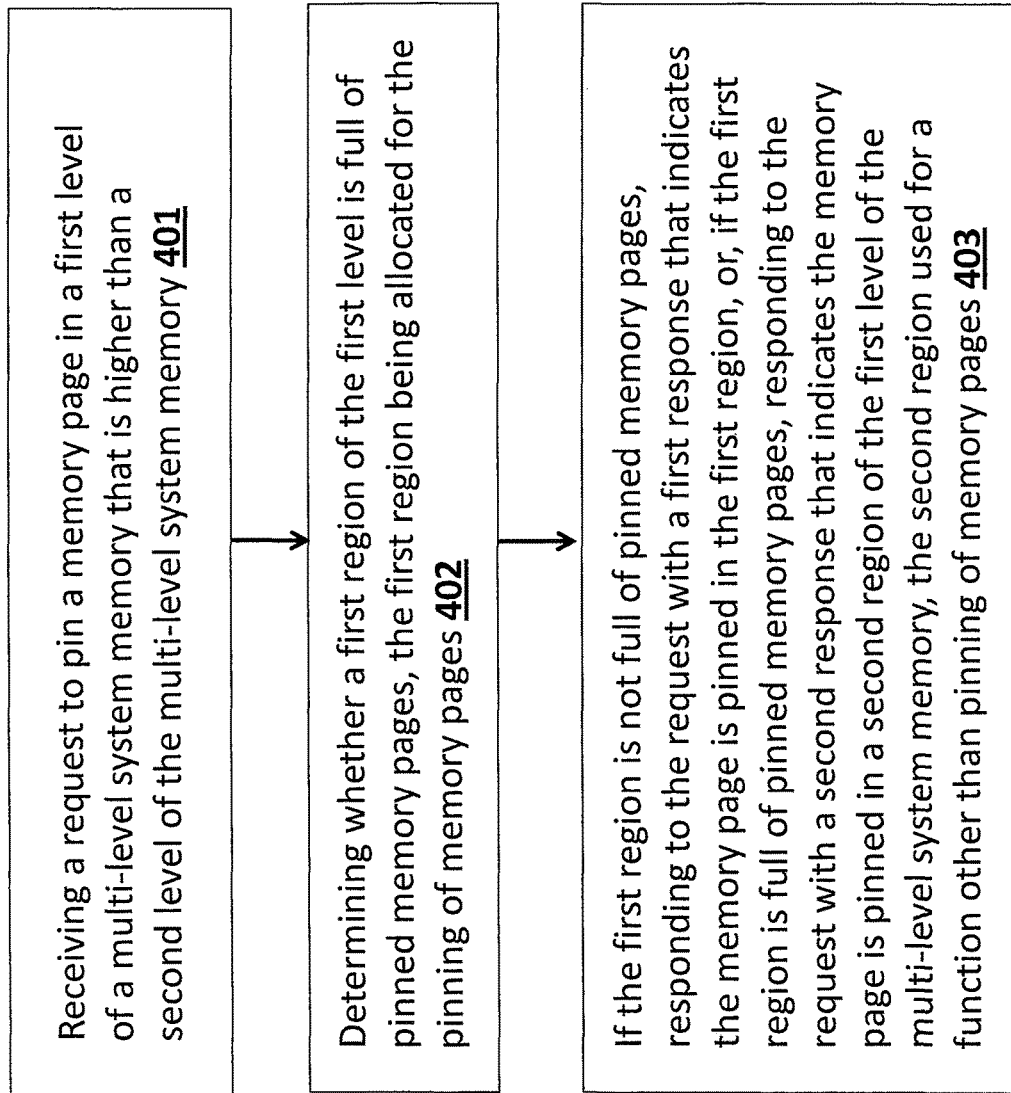 Receiving a request to pin a memory page in a first level
of a multi-level system memory that is higher than a
second level of the multi-level system memory 401
Determining whether a first region of the first level is full of
pinned memory pages, the first region being allocated for the
pinning of memory pages 402
If the first region is not full of pinned memory pages,
responding to the request with a first response that indicates
the memory page is pinned in the first region, or, if the first
region is full of pinned memory pages, responding to the
request with a second response that indicates the memory
page is pinned in a second region of the first level of the
multi-level system memory, the second region used for a
function other than pinning of memory pages 403